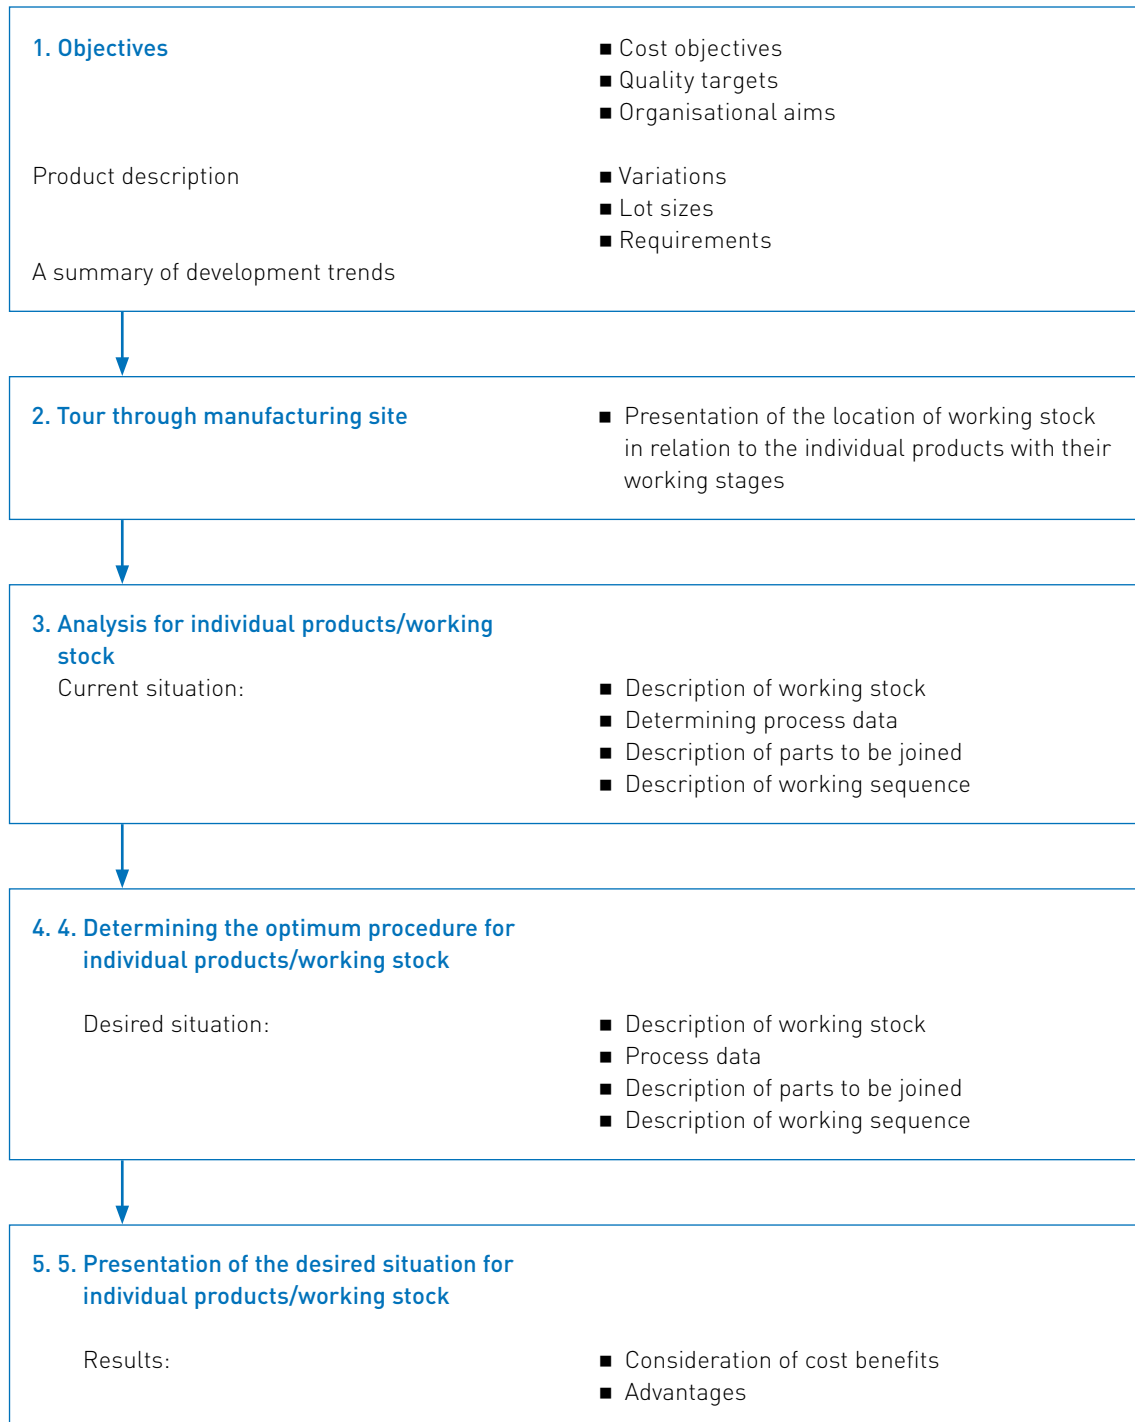 1. Objectives
■ Cost objectives
■ Quality targets
■ Organisational aims
Product description
■ Variations
■ Lot sizes
■ Requirements
A summary of development trends
2. Tour through manufacturing site
■ Presentation of the location of working stock
in relation to the individual products with their
working stages
3. Analysis for individual products/working
stock
Current situation:
■ Description of working stock
■ Determining process data
■ Description of parts to be joined
■ Description of working sequence
4. 4. Determining the optimum procedure for
individual products/working stock
Desired situation:
■ Description of working stock
■ Process data
■ Description of parts to be joined
■ Description of working sequence
5. 5. Presentation of the desired situation for
individual products/working stock
Results:
■ Consideration of cost benefits
■ Advantages